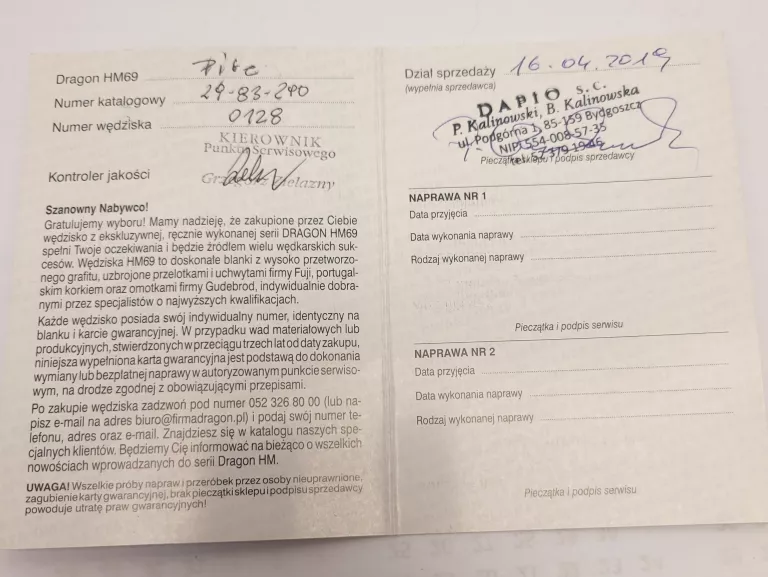 Dragon HM69 Pike
Numer katalogowy 29-83-240
Numer wędziska 0128
KIEROWNIK
Punktu Serwisowego
Kontroler jakości
Grzegorz Zielazny
Szanowny Nabywco!
Gratulujemy wyboru! Mamy nadzieję, że zakupione przez Ciebie
wędzisko z ekskluzywnej, ręcznie wykonanej serii DRAGON HM69
spełni Twoje oczekiwania i będzie źródłem wielu wędkarskich suk-
cesów. Wędziska HM69 to doskonałe blanki z wysoko przetworzo-
nego grafitu, uzbrojone przelotkami i uchwytami firmy Fuji, portugal-
skim korkiem oraz omotkami firmy Gudebrod, indywidualnie dobra-
nymi przez specjalistów o najwyższych kwalifikacjach.
Każde wędzisko posiada swój indywidualny numer, identyczny na
blanku i karcie gwarancyjnej. W przypadku wad materiałowych lub
produkcyjnych, stwierdzonych w przeciągu trzech lat od daty zakupu,
niniejsza wypełniona karta gwarancyjna jest podstawą do dokonania
wymiany lub bezpłatnej naprawy w autoryzowanym punkcie serwiso-
wym, na drodze zgodnej z obowiązującymi przepisami.
Po zakupie wędziska zadzwoń pod numer 052 326 80 00 (lub na-
pisz e-mail na adres biuro@firmadragon.pl) i podaj swój numer te-
lefonu, adres oraz e-mail. Znajdziesz się w katalogu naszych spe-
cjalnych klientów. Będziemy Cię informować na bieżąco o wszelkich
nowościach wprowadzanych do serii Dragon HM.
UWAGA! Wszelkie próby napraw i przeróbek przez osoby nieuprawnione,
zagubienie karty gwarancyjnej, brak pieczątki sklepu i podpisu sprzedawcy
powoduje utratę praw gwarancyjnych!
Dział sprzedaży 16.04.2019
(wypełnia sprzedawca)
DAPIO s.c.
P. Kalinowski, B. Kalinowska
ul. Podgórna 1, 85-159 Bydgoszcz
NIP 554-008-57-35
Pieczątka sklepu i podpis sprzedawcy
NAPRAWA NR 1
Data przyjęcia
Data wykonania naprawy
Rodzaj wykonanej naprawy
Pieczątka i podpis serwisu
NAPRAWA NR 2
Data przyjęcia
Data wykonania naprawy
Rodzaj wykonanej naprawy
Pieczątka i podpis serwisu